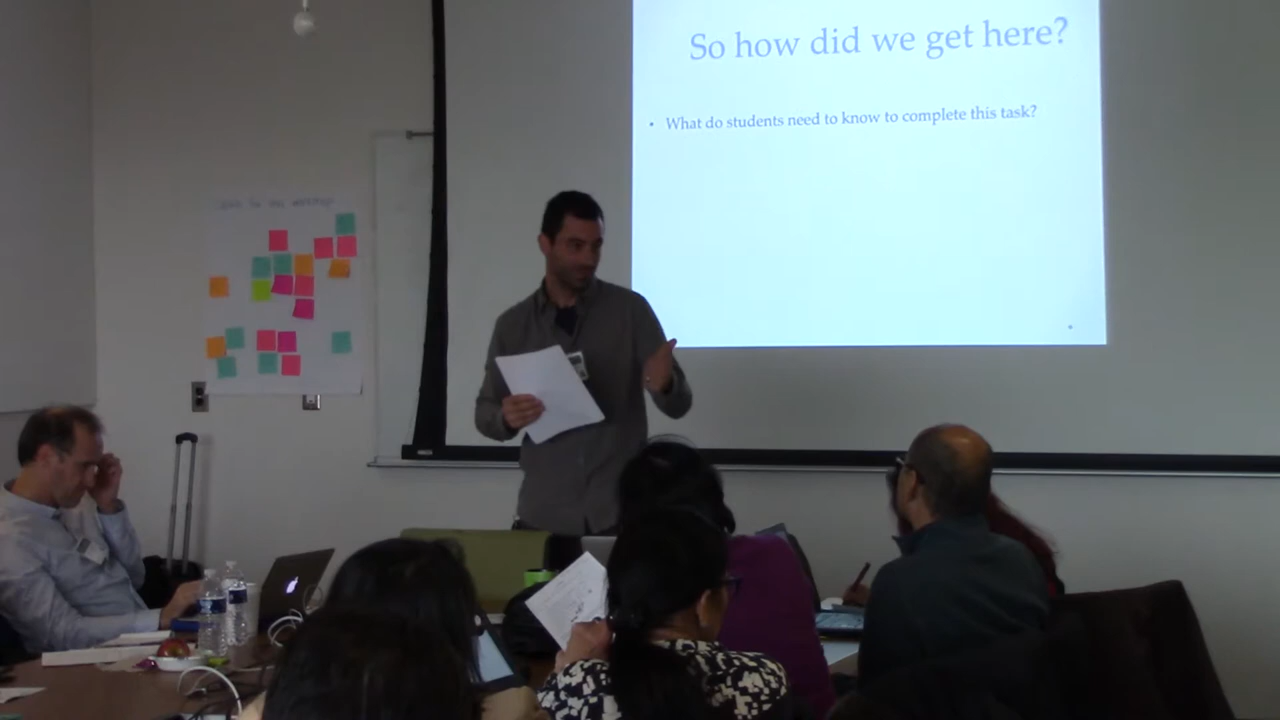 So how did we get here?
• What do students need to know to complete this task?